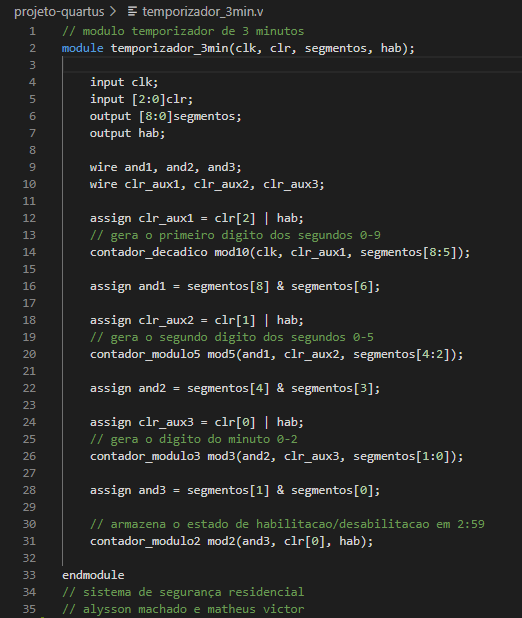 projeto-quartus > temporizador_3min.v
1 // modulo temporizador de 3 minutos
2 module temporizador_3min(clk, clr, segmentos, hab);
3
4 input clk;
5 input [2:0]clr;
6 output [8:0]segmentos;
7 output hab;
8
9 wire and1, and2, and3;
10 wire clr_aux1, clr_aux2, clr_aux3;
11
12 assign clr_aux1 = clr[2] | hab;
13 // gera o primeiro digito dos segundos 0-9
14 contador_decadico mod10(clk, clr_aux1, segmentos[8:5]);
15
16 assign and1 = segmentos[8] & segmentos[6];
17
18 assign clr_aux2 = clr[1] | hab;
19 // gera o segundo digito dos segundos 0-5
20 contador_modulo5 mod5(and1, clr_aux2, segmentos[4:2]);
21
22 assign and2 = segmentos[4] & segmentos[3];
23
24 assign clr_aux3 = clr[0] | hab;
25 // gera o digito do minuto 0-2
26 contador_modulo3 mod3(and2, clr_aux3, segmentos[1:0]);
27
28 assign and3 = segmentos[1] & segmentos[0];
29
30 // armazena o estado de habilitacao/desabilitacao em 2:59
31 contador_modulo2 mod2(and3, clr[0], hab);
32
33 endmodule
34 // sistema de segurança residencial
35 // alysson machado e matheus victor